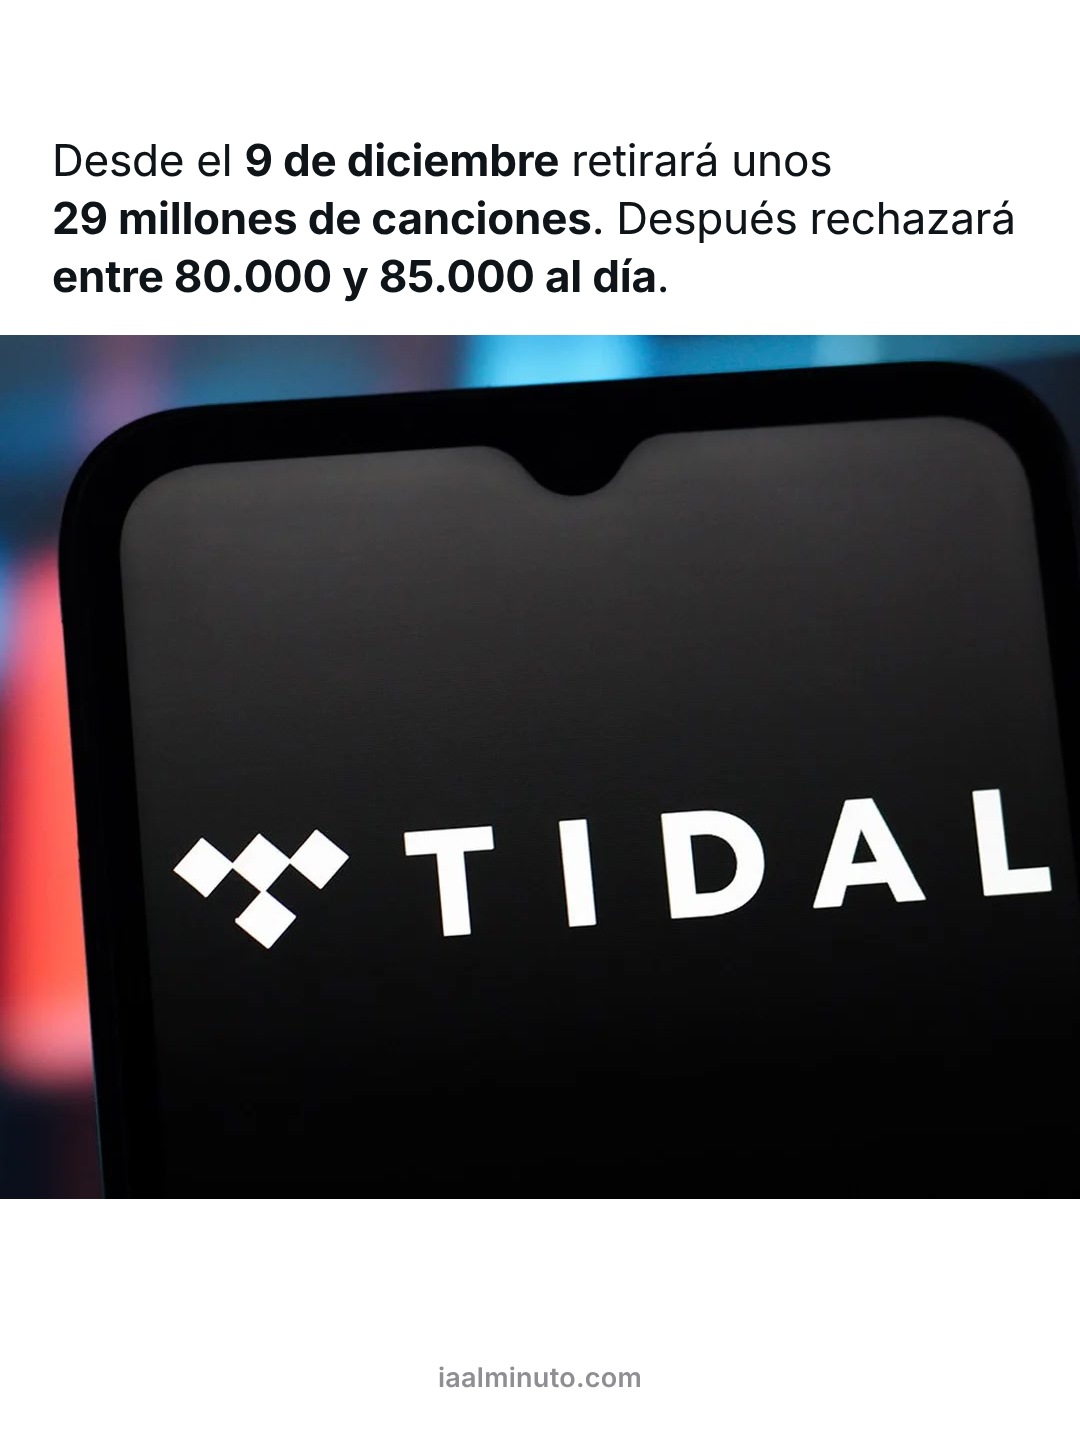 Desde el 9 de diciembre retirará unos
29 millones de canciones. Después rechazará
entre 80.000 y 85.000 al día.
TIDAL
iaalminuto.com